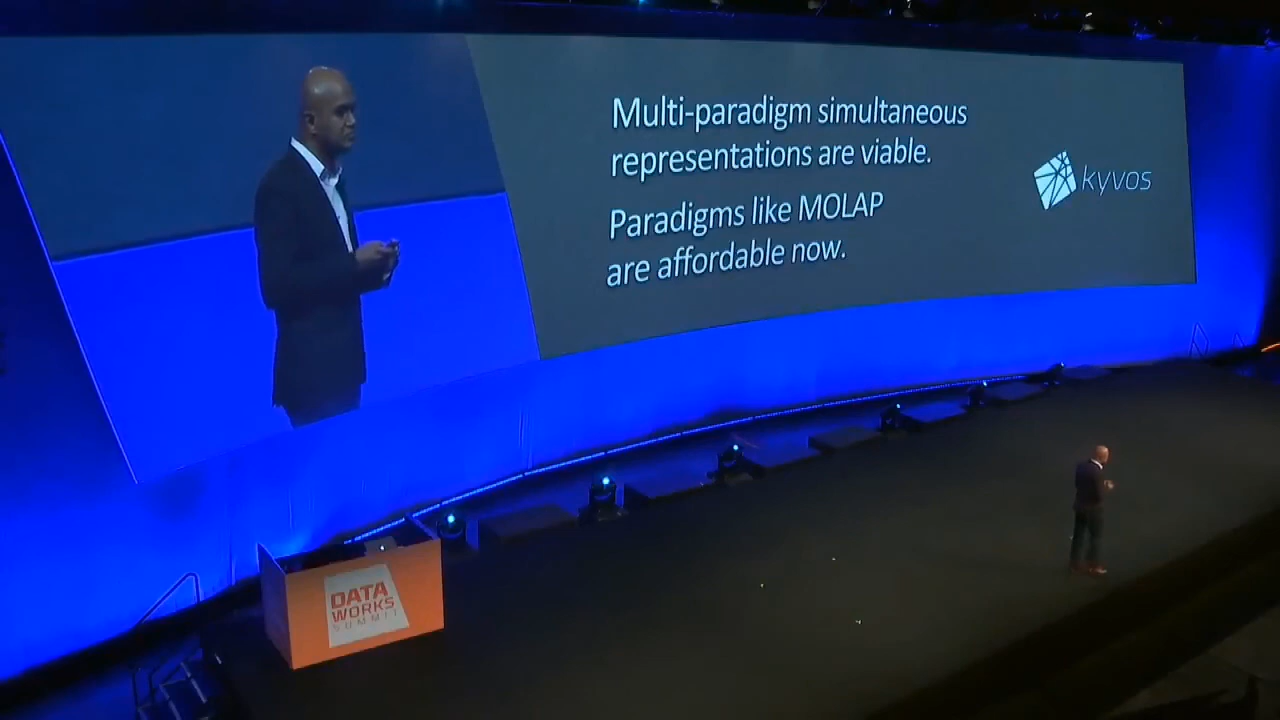 Multi-paradigm simultaneous
representations are viable.
Paradigms like MOLAP
are affordable now.
kyvos
DATA
WORKS
SUMMIT